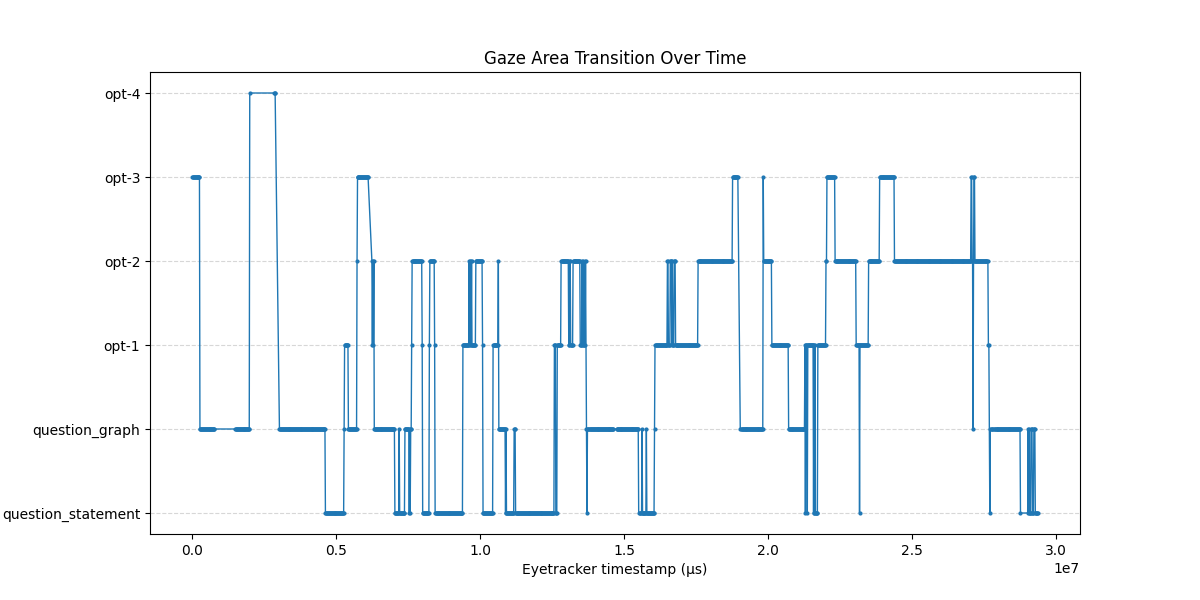 Gaze Area Transition Over Time
opt-4
opt-3
opt-2
opt-1
question_graph
question_statement
0.0 0.5 1.0 1.5 2.0 2.5 3.0
1e7
Eyetracker timestamp (µs)